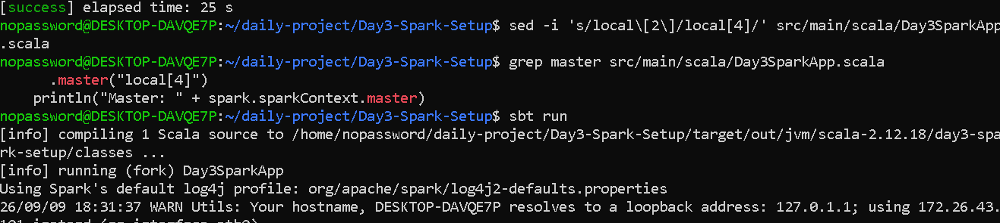 [success] elapsed time: 25 s
nopassword@DESKTOP-DAVQE7P:~/daily-project/Day3-Spark-Setup$ sed -i 's/local\[2\]/local[4]/' src/main/scala/Day3SparkApp
.scala
nopassword@DESKTOP-DAVQE7P:~/daily-project/Day3-Spark-Setup$ grep master src/main/scala/Day3SparkApp.scala
      .master("local[4]")
    println("Master: " + spark.sparkContext.master)
nopassword@DESKTOP-DAVQE7P:~/daily-project/Day3-Spark-Setup$ sbt run
[info] compiling 1 Scala source to /home/nopassword/daily-project/Day3-Spark-Setup/target/out/jvm/scala-2.12.18/day3-spa
rk-setup/classes ...
[info] running (fork) Day3SparkApp
Using Spark's default log4j profile: org/apache/spark/log4j2-defaults.properties
26/09/09 18:31:37 WARN Utils: Your hostname, DESKTOP-DAVQE7P resolves to a loopback address: 127.0.1.1; using 172.26.43.
101 instead (on interface eth0)